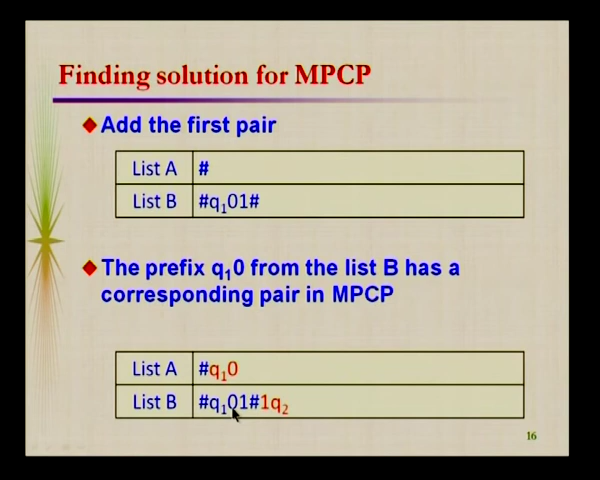 Finding solution for MPCP
Add the first pair
List A #
List B #q₁01#
The prefix q₁0 from the list B has a
corresponding pair in MPCP
List A #q₁0
List B #q₁01#1q₂
16